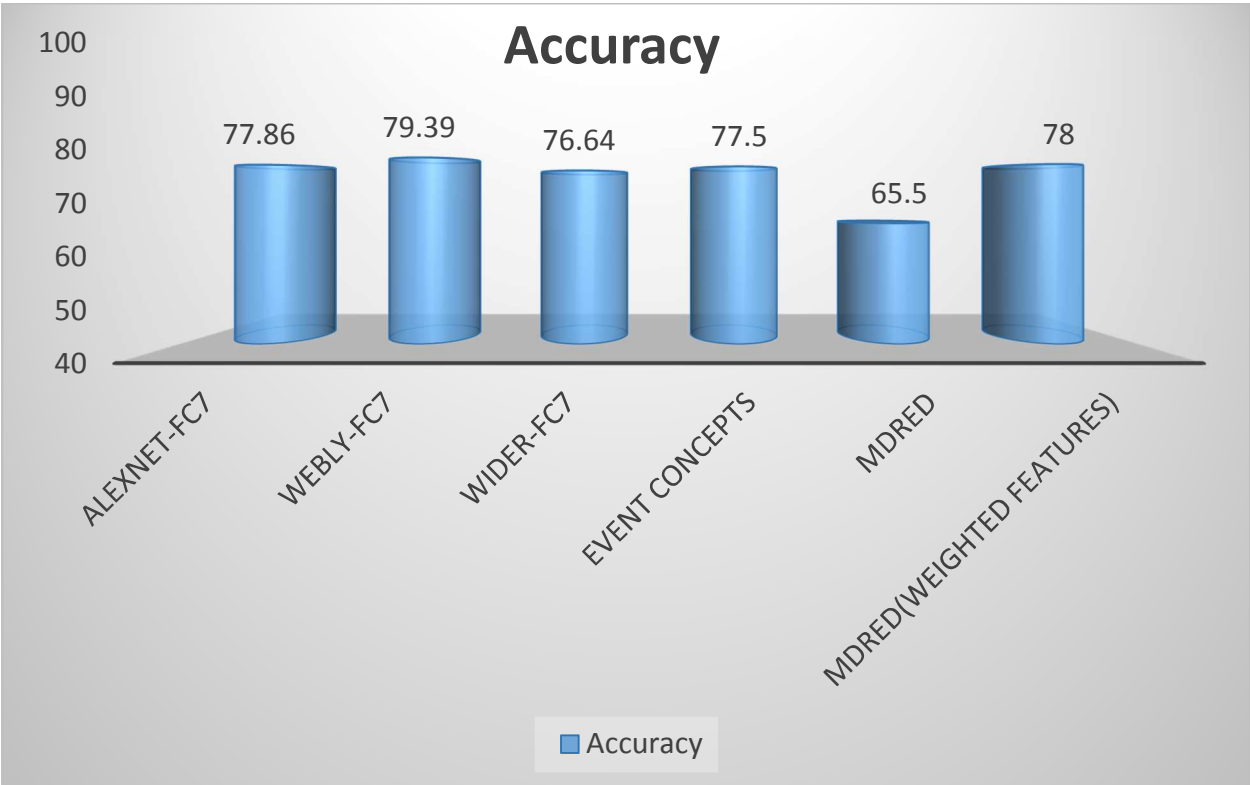 Accuracy
100
90
80
70
60
50
40
77.86
79.39
76.64
77.5
65.5
78
ALEXNET-FC7
WEBLY-FC7
WIDER-FC7
EVENT CONCEPTS
MDRED
MDRED(WEIGHTED FEATURES)
Accuracy